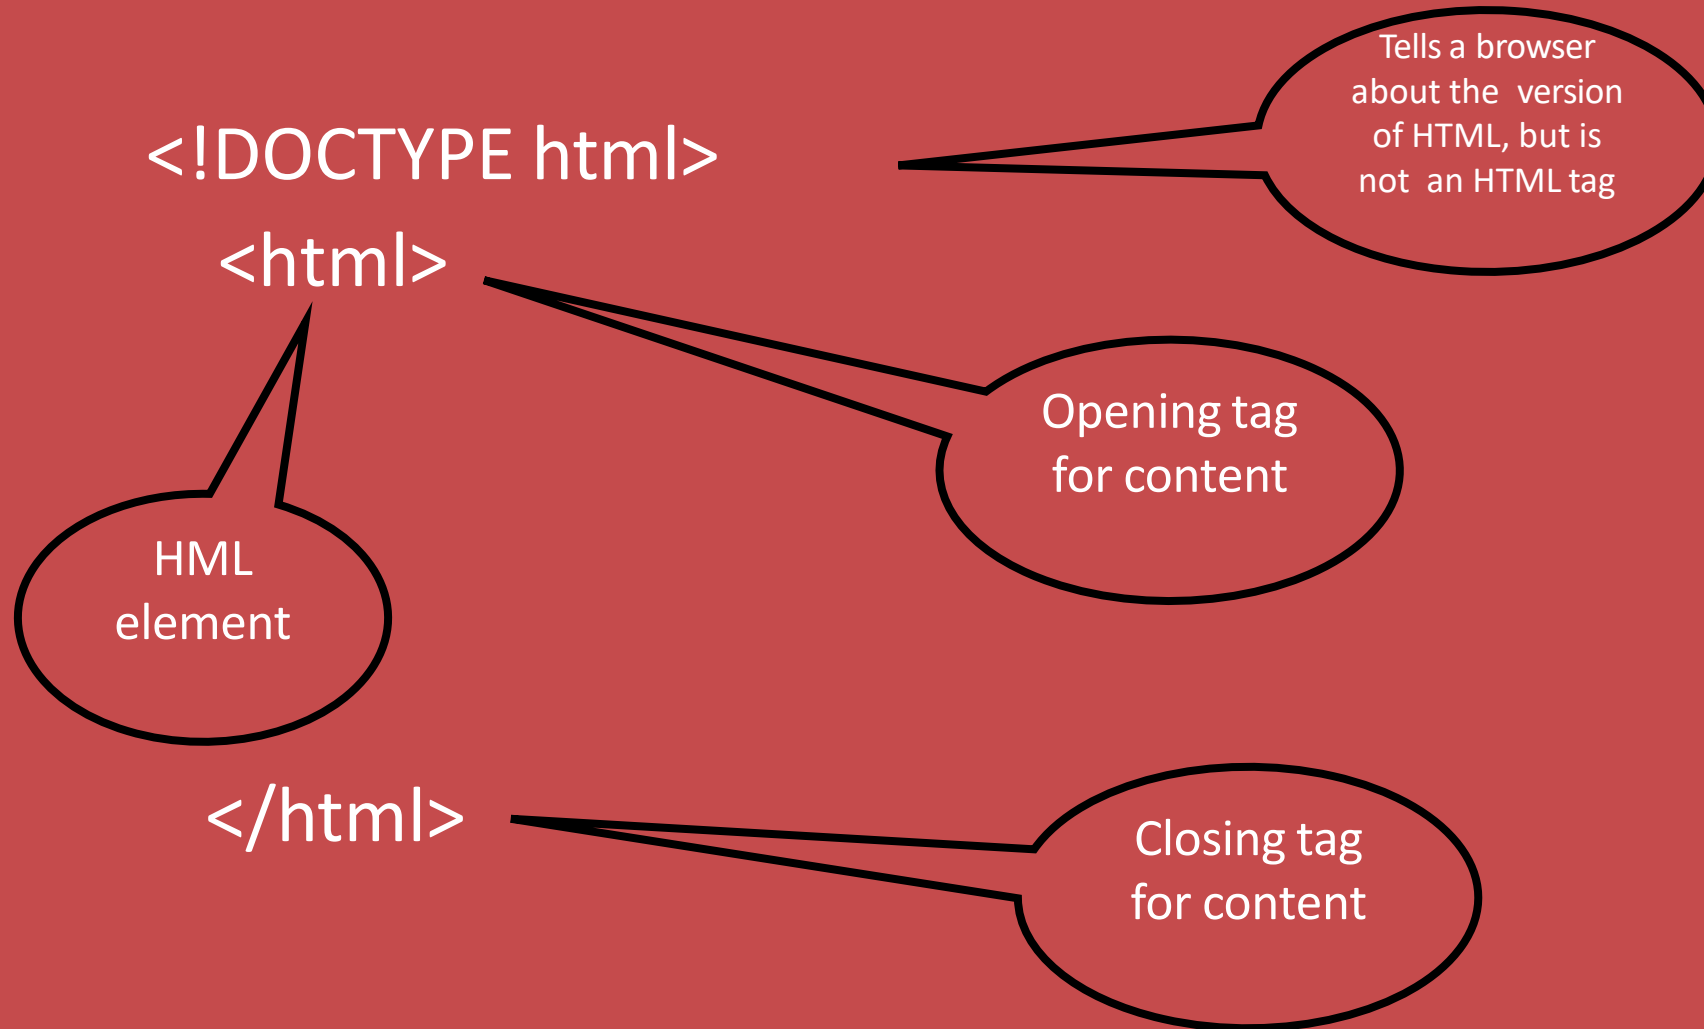 Tells a browser
about the version
of HTML, but is
not an HTML tag
<!DOCTYPE html>
<html>
Opening tag
for content
HML
element
</html>
Closing tag
for content